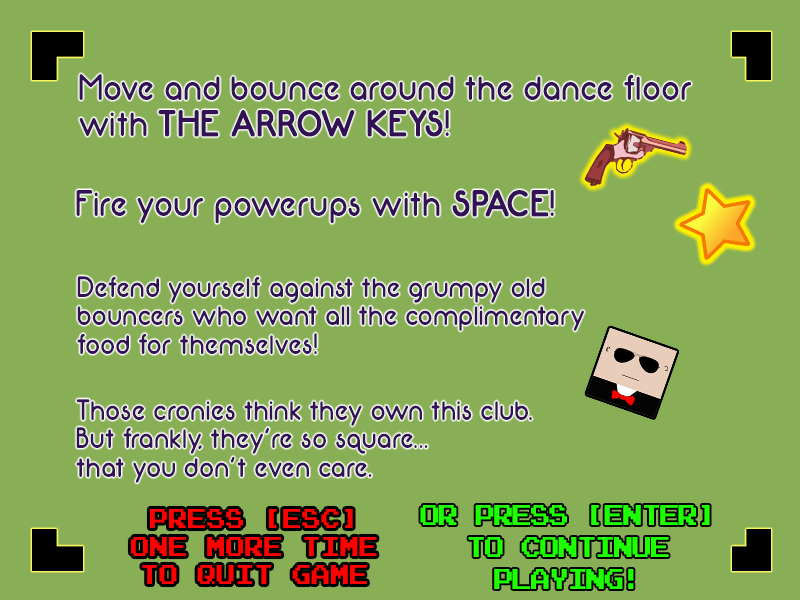 Move and bounce around the dance floor
with THE ARROW KEYS!
Fire your powerups with SPACE!
Defend yourself against the grumpy old
bouncers who want all the complimentary
food for themselves!
Those cronies think they own this club.
But frankly, they're so square...
that you don't even care.
PRESS [ESC]
ONE MORE TIME
TO QUIT GAME
OR PRESS [ENTER]
TO CONTINUE
PLAYING!